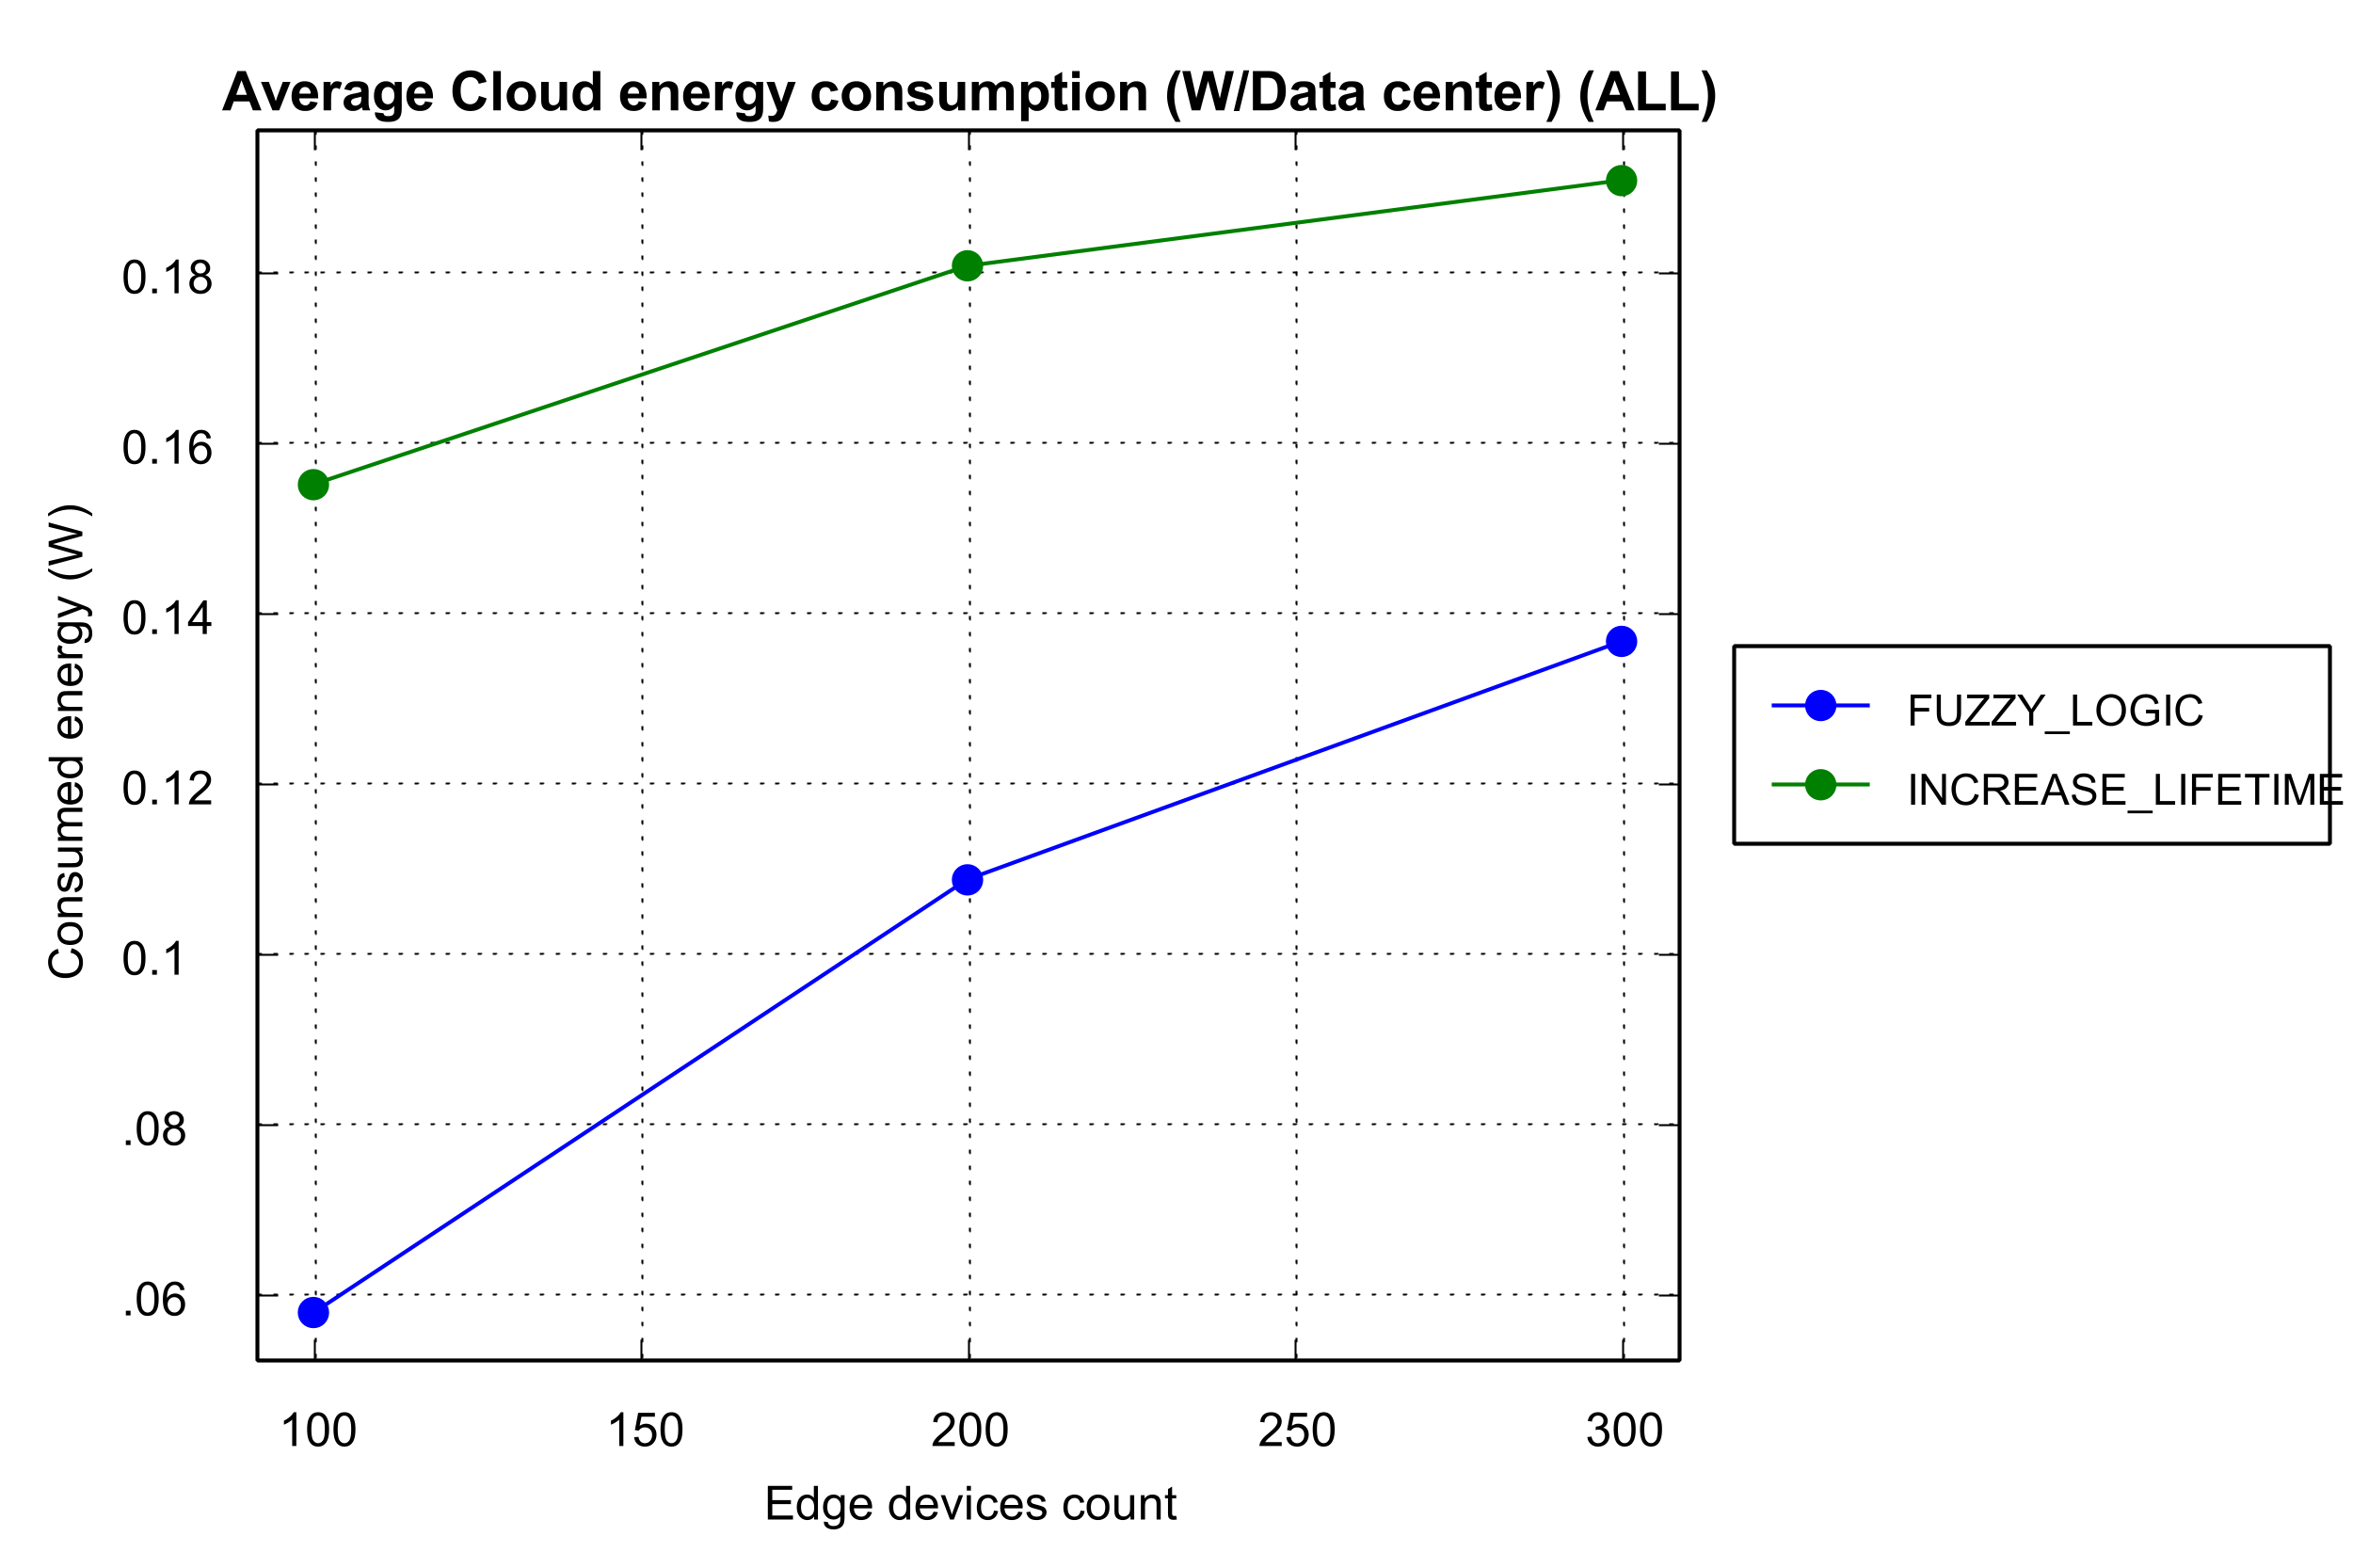 Average Cloud energy consumption (W/Data center) (ALL)
Consumed energy (W)
0.18
0.16
0.14
0.12
0.1
.08
.06
100 150 200 250 300
Edge devices count
FUZZY_LOGIC
INCREASE_LIFETIME